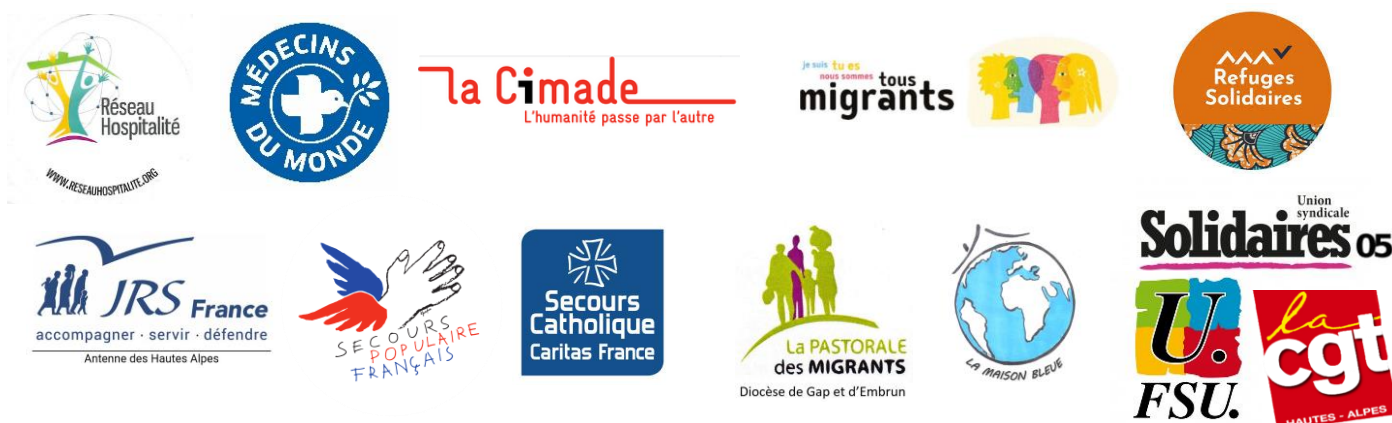 Réseau
Hospitalité
WWW.RESEAUHOSPITALITE.ORG
MÉDECINS
DU MONDE
la Cimade
L'humanité passe par l'autre
je suis tu es
nous sommes tous
migrants
Refuges
Solidaires
JRS France
accompagner · servir · défendre
Antenne des Hautes Alpes
SECOURS
POPULAIRE
FRANÇAIS
Secours
Catholique
Caritas France
La PASTORALE
des MIGRANTS
Diocèse de Gap et d'Embrun
LA MAISON BLEUE
Union
syndicale
Solidaires 05
U.
FSU.
la
cgt
HAUTES - ALPES